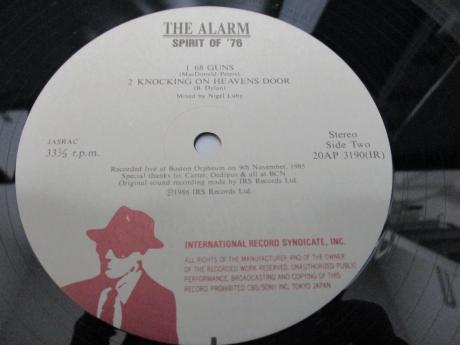 THE ALARM
SPIRIT OF '76
1 68 GUNS
(MacDonald/Peters)
2 KNOCKING ON HEAVENS DOOR
(B. Dylan)
Mixed by Nigel Luby
JASRAC
33⅓ r.p.m.
Stereo
Side Two
20AP 3190(IR)
Recorded live at Boston Orpheum on 9th November, 1985
Special thanks to: Carter, Oedipus & all at BCN
Original sound recording made by IRS Records Ltd.
Ⓟ1986 IRS Records Ltd.
INTERNATIONAL RECORD SYNDICATE, INC.
ALL RIGHTS OF THE MANUFACTURER AND OF THE OWNER
OF THE RECORDED WORK RESERVED, UNAUTHORIZED PUBLIC
PERFORMANCE, BROADCASTING AND COPYING OF THIS
RECORD PROHIBITED CBS/SONY INC. TOKYO JAPAN